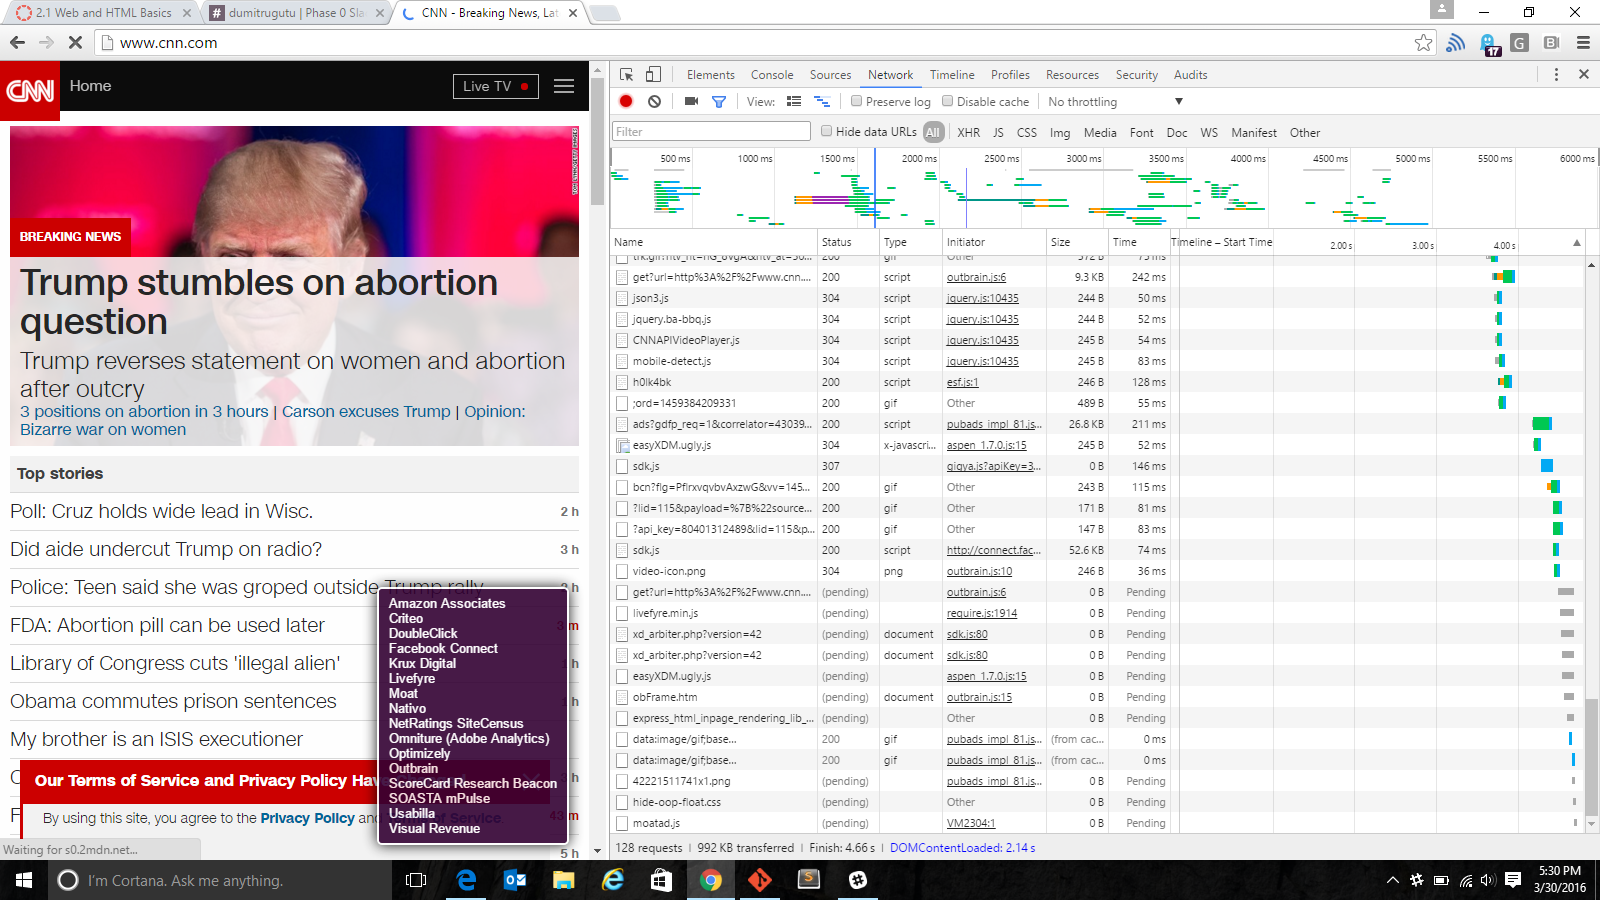 2.1 Web and HTML Basics
dumitrugutu | Phase 0 Sla
CNN - Breaking News, Lat
www.cnn.com
17
G
B
CNN
Home
Live TV
BREAKING NEWS
Trump stumbles on abortion
question
Trump reverses statement on women and abortion
after outcry
3 positions on abortion in 3 hours | Carson excuses Trump | Opinion:
Bizarre war on women
Top stories
Poll: Cruz holds wide lead in Wisc. 2 h
Did aide undercut Trump on radio? 3 h
Police: Teen said she was groped outside Trump rally
FDA: Abortion pill can be used later 3 m
Library of Congress cuts 'illegal alien' h
Obama commutes prison sentences h
My brother is an ISIS executioner h
Our Terms of Service and Privacy Policy Hav
By using this site, you agree to the Privacy Policy and
43 m
5 h
Waiting for s0.2mdn.net...
Amazon Associates
Criteo
DoubleClick
Facebook Connect
Krux Digital
Livefyre
Moat
Nativo
NetRatings SiteCensus
Omniture (Adobe Analytics)
Optimizely
Outbrain
ScoreCard Research Beacon
SOASTA mPulse
Usabilla
Visual Revenue
Elements Console Sources Network Timeline Profiles Resources Security Audits
View: Preserve log Disable cache No throttling
Filter Hide data URLs All XHR JS CSS Img Media Font Doc WS Manifest Other
500 ms 1000 ms 1500 ms 2000 ms 2500 ms 3000 ms 3500 ms 4000 ms 4500 ms 5000 ms 5500 ms 6000 ms
Name Status Type Initiator Size Time Timeline – Start Time 2.00 s 3.00 s 4.00 s
get?url=http%3A%2F%2Fwww.cnn.... 200 script outbrain.js:6 9.3 KB 242 ms
json3.js 304 script jquery.js:10435 244 B 50 ms
jquery.ba-bbq.js 304 script jquery.js:10435 244 B 52 ms
CNNAPIVideoPlayer.js 304 script jquery.js:10435 245 B 54 ms
mobile-detect.js 304 script jquery.js:10435 245 B 83 ms
h0lk4bk 200 script esf.js:1 246 B 128 ms
;ord=1459384209331 200 gif Other 489 B 55 ms
ads?gdfp_req=1&correlator=43039... 200 script pubads_impl_81.js... 26.8 KB 211 ms
easyXDM.ugly.js 304 x-javascri... aspen_1.7.0.js:15 245 B 52 ms
sdk.js 307 gigya.js?apiKey=3... 0 B 146 ms
bcn?flg=PflrxvqvbvAxzwG&vv=145... 200 gif Other 243 B 115 ms
?lid=115&payload=%7B%22source... 200 gif Other 171 B 81 ms
?api_key=80401312489&lid=115&p... 200 gif Other 147 B 83 ms
sdk.js 200 script http://connect.fac... 52.6 KB 74 ms
video-icon.png 304 png outbrain.js:10 246 B 36 ms
get?url=http%3A%2F%2Fwww.cnn.... (pending) outbrain.js:6 0 B Pending
livefyre.min.js (pending) require.js:1914 0 B Pending
xd_arbiter.php?version=42 (pending) document sdk.js:80 0 B Pending
xd_arbiter.php?version=42 (pending) document sdk.js:80 0 B Pending
easyXDM.ugly.js (pending) aspen_1.7.0.js:15 0 B Pending
obFrame.htm (pending) document outbrain.js:15 0 B Pending
express_html_inpage_rendering_lib_... (pending) Other 0 B Pending
data:image/gif;base... 200 gif pubads_impl_81.js... (from cac... 0 ms
data:image/gif;base... 200 gif pubads_impl_81.js... (from cac... 0 ms
42221511741x1.png (pending) pubads_impl_81.js... 0 B Pending
hide-oop-float.css (pending) Other 0 B Pending
moatad.js (pending) VM2304:1 0 B Pending
128 requests | 992 KB transferred | Finish: 4.66 s | DOMContentLoaded: 2.14 s
I'm Cortana. Ask me anything.
5:30 PM
3/30/2016